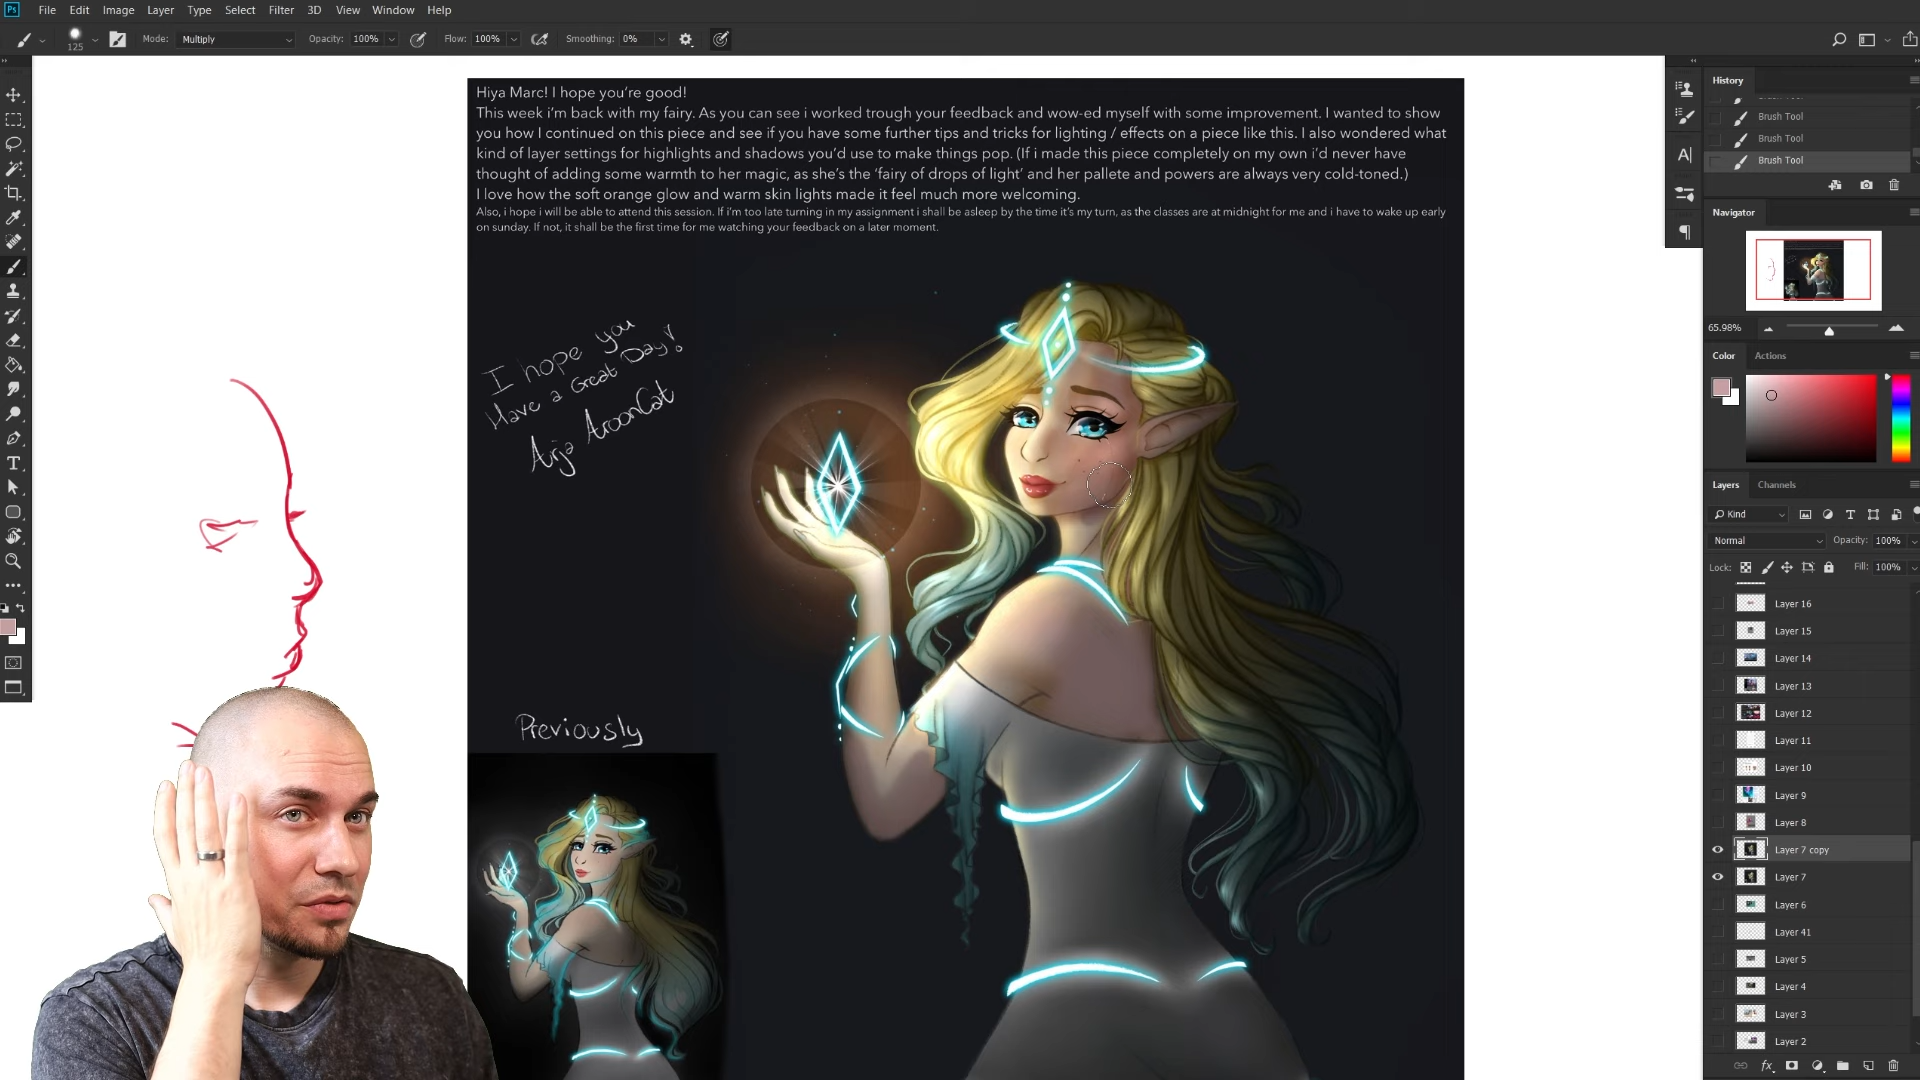 Ps File Edit Image Layer Type Select Filter 3D View Window Help
125 Mode: Multiply Opacity: 100% Flow: 100% Smoothing: 0%
Hiya Marc! I hope you're good!
This week i'm back with my fairy. As you can see i worked trough your feedback and wow-ed myself with some improvement. I wanted to show
you how I continued on this piece and see if you have some further tips and tricks for lighting / effects on a piece like this. I also wondered what
kind of layer settings for highlights and shadows you'd use to make things pop. (If i made this piece completely on my own i'd never have
thought of adding some warmth to her magic, as she's the 'fairy of drops of light' and her pallete and powers are always very cold-toned.)
I love how the soft orange glow and warm skin lights made it feel much more welcoming.
Also, i hope i will be able to attend this session. If i'm too late turning in my assignment i shall be asleep by the time it's my turn, as the classes are at midnight for me and i have to wake up early
on sunday. If not, it shall be the first time for me watching your feedback on a later moment.
I hope you
Have a Great Day!
Anja AroonCat
Previously
History
Brush Tool
Brush Tool
Brush Tool
Navigator
65.98%
Color Actions
Layers Channels
Kind
Normal Opacity: 100%
Lock: Fill: 100%
Layer 16
Layer 15
Layer 14
Layer 13
Layer 12
Layer 11
Layer 10
Layer 9
Layer 8
Layer 7 copy
Layer 7
Layer 6
Layer 41
Layer 5
Layer 4
Layer 3
Layer 2
fx